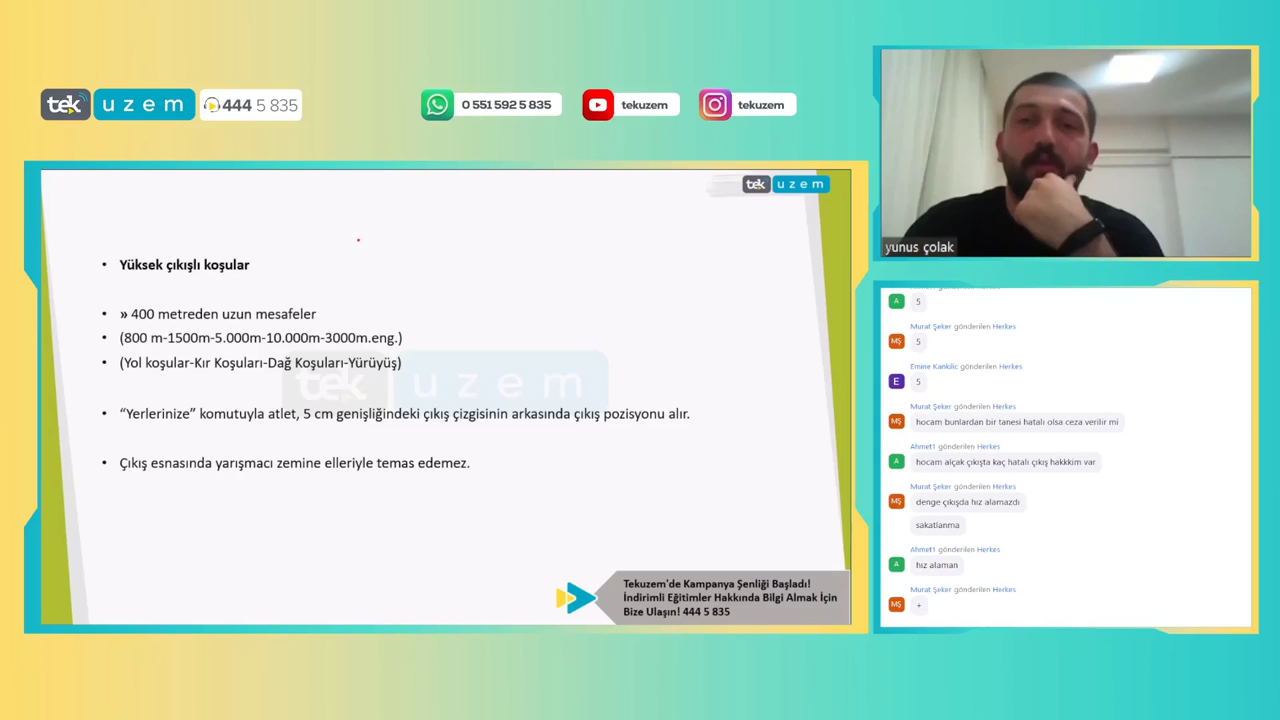 tek uzem 444 5 835
0 551 592 5 835
tekuzem
tekuzem
tek uzem
• Yüksek çıkışlı koşular
• » 400 metreden uzun mesafeler
• (800 m-1500m-5.000m-10.000m-3000m.eng.)
• (Yol koşular-Kır Koşuları-Dağ Koşuları-Yürüyüş)
tek uzem
• “Yerlerinize” komutuyla atlet, 5 cm genişliğindeki çıkış çizgisinin arkasında çıkış pozisyonu alır.
• Çıkış esnasında yarışmacı zemine elleriyle temas edemez.
Tekuzem'de Kampanya Şenliği Başladı!
İndirimli Eğitimler Hakkında Bilgi Almak İçin
Bize Ulaşın! 444 5 835
yunus çolak
A 5
Murat Şeker gönderilen Herkes
MŞ 5
Emine Kankilic gönderilen Herkes
E 5
Murat Şeker gönderilen Herkes
MŞ hocam bunlardan bir tanesi hatalı olsa ceza verilir mi
Ahmet1 gönderilen Herkes
A hocam alçak çıkışta kaç hatalı çıkış hakkkim var
Murat Şeker gönderilen Herkes
MŞ denge çıkışda hız alamazdı
sakatlanma
Ahmet1 gönderilen Herkes
A hız alaman
Murat Şeker gönderilen Herkes
MŞ +